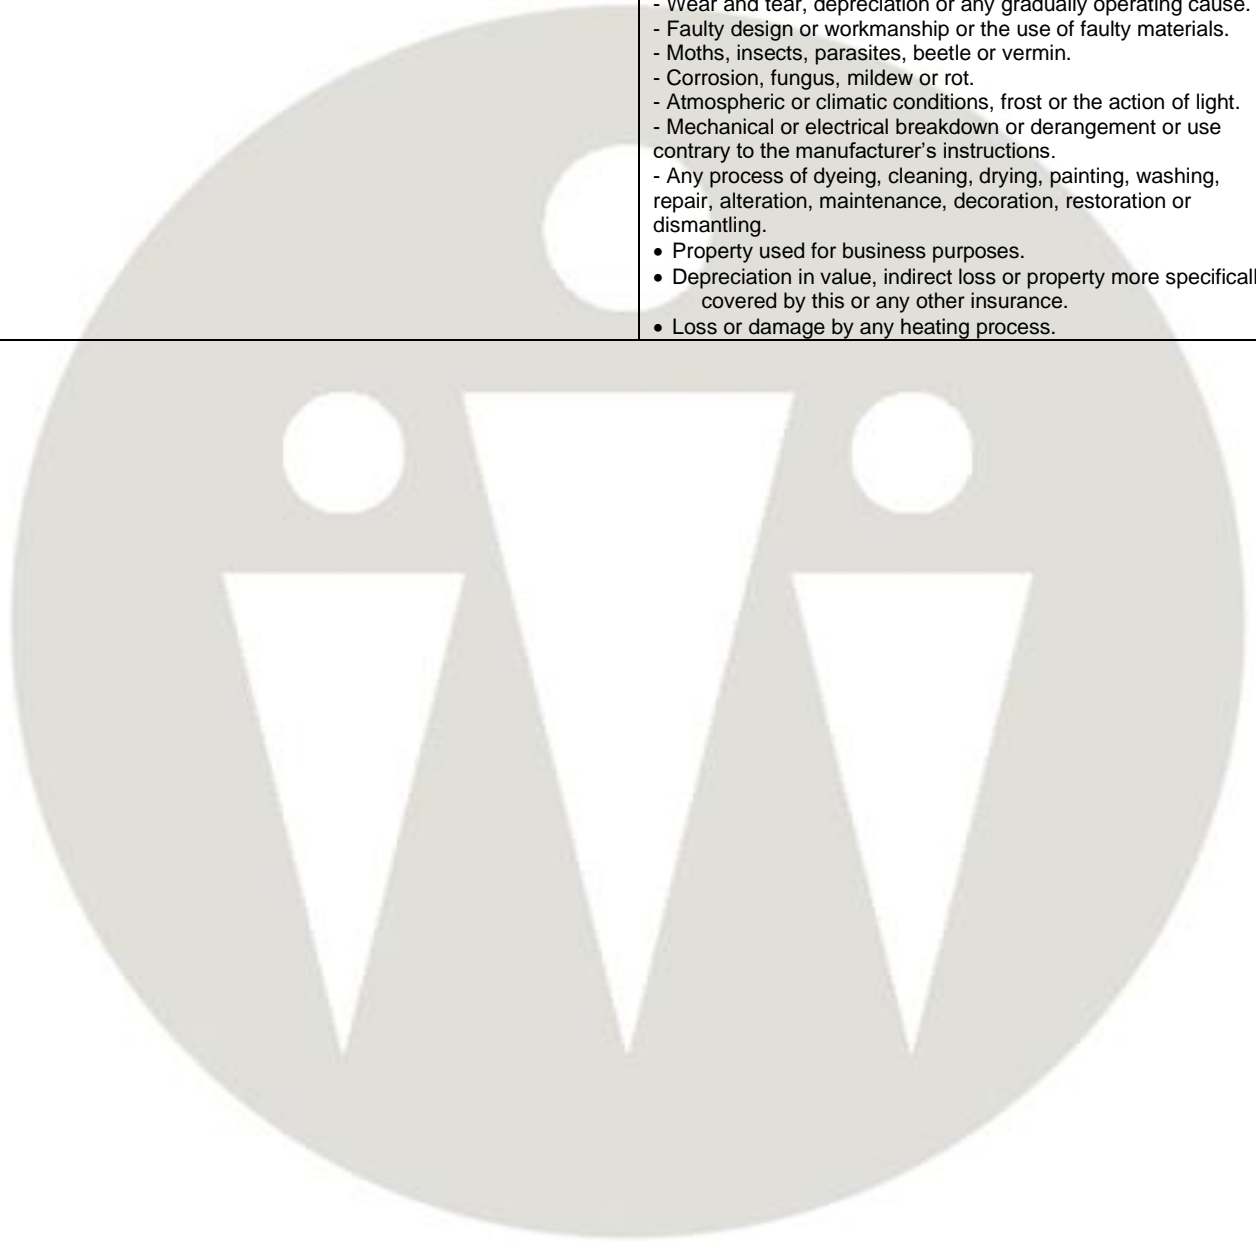 - Wear and tear, depreciation or any gradually operating cause.
- Faulty design or workmanship or the use of faulty materials.
- Moths, insects, parasites, beetle or vermin.
- Corrosion, fungus, mildew or rot.
- Atmospheric or climatic conditions, frost or the action of light.
- Mechanical or electrical breakdown or derangement or use
contrary to the manufacturer’s instructions.
- Any process of dyeing, cleaning, drying, painting, washing,
repair, alteration, maintenance, decoration, restoration or
dismantling.
• Property used for business purposes.
• Depreciation in value, indirect loss or property more
covered by this or any other insurance.
• Loss or damage by any heating process.